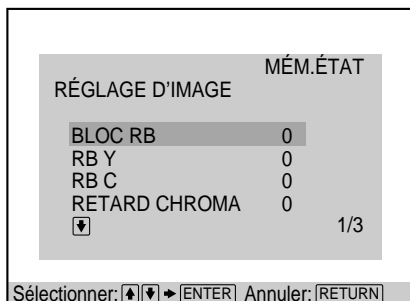 MÉM.ÉTAT
RÉGLAGE D'IMAGE
BLOC RB 0
RB Y 0
RB C 0
RETARD CHROMA 0
↓ 1/3
Sélectionner: ↑ ↓ → ENTER Annuler: RETURN